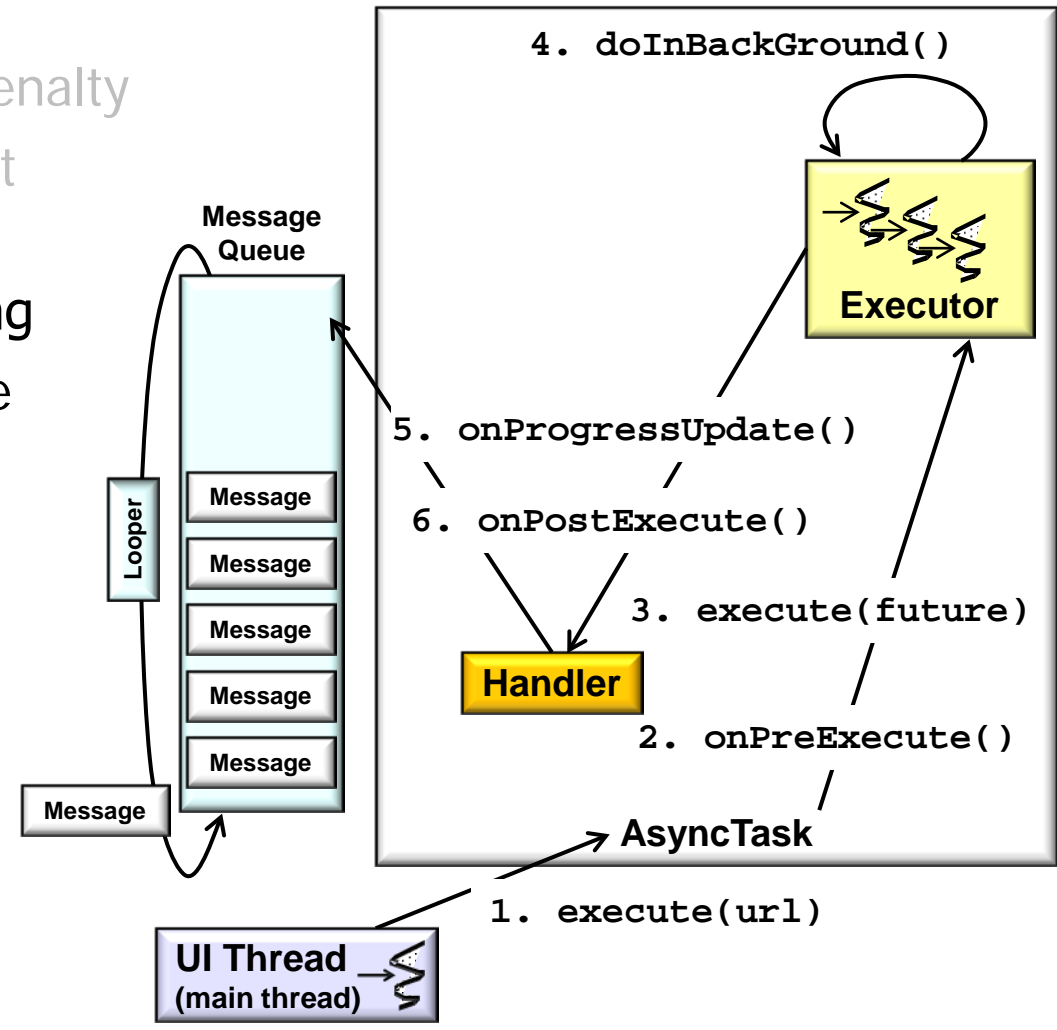 4. doInBackGround()
enalty
t
Message
Queue
ng
e
Executor
5. onProgressUpdate()
Message
6. onPostExecute()
Looper
Message
Message
3. execute(future)
Handler
Message
2. onPreExecute()
Message
Message
AsyncTask
1. execute(url)
UI Thread
(main thread)